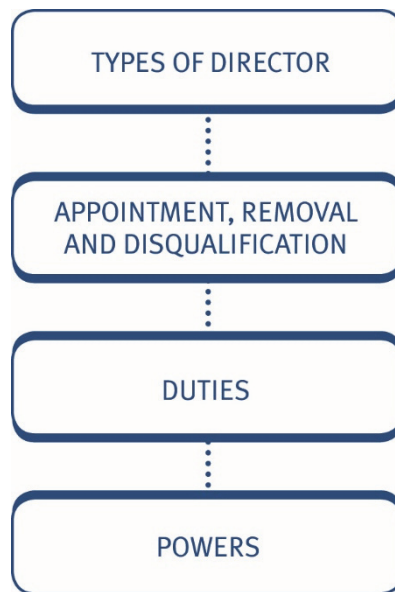 TYPES OF DIRECTOR
APPOINTMENT, REMOVAL
AND DISQUALIFICATION
DUTIES
POWERS